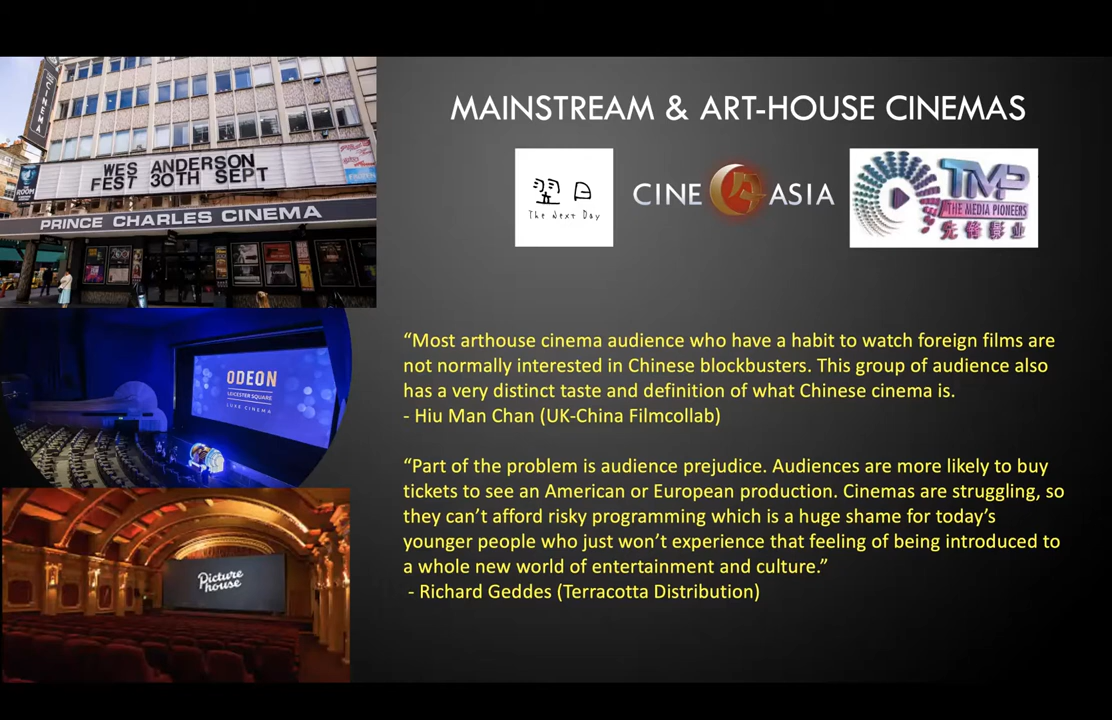 MAINSTREAM & ART-HOUSE CINEMAS
翌日
The Next Day
CINE ASIA
TMP
THE MEDIA PIONEERS
先锋影业
CINEMA
WES ANDERSON
FEST 30TH SEPT
THE ROOM
PRINCE CHARLES CINEMA
ODEON
LEICESTER SQUARE
LUXE CINEMA
Picture
house
“Most arthouse cinema audience who have a habit to watch foreign films are
not normally interested in Chinese blockbusters. This group of audience also
has a very distinct taste and definition of what Chinese cinema is.
- Hiu Man Chan (UK-China Filmcollab)
“Part of the problem is audience prejudice. Audiences are more likely to buy
tickets to see an American or European production. Cinemas are struggling, so
they can’t afford risky programming which is a huge shame for today’s
younger people who just won’t experience that feeling of being introduced to
a whole new world of entertainment and culture.”
- Richard Geddes (Terracotta Distribution)